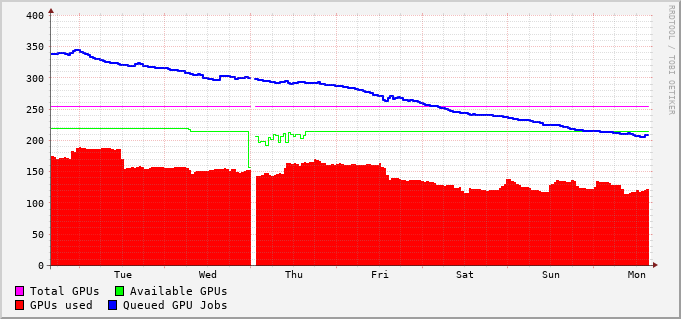 400
350
300
250
200
150
100
50
0
Tue Wed Thu Fri Sat Sun Mon
Total GPUs Available GPUs
GPUs used Queued GPU Jobs
RRDTOOL / TOBI OETIKER